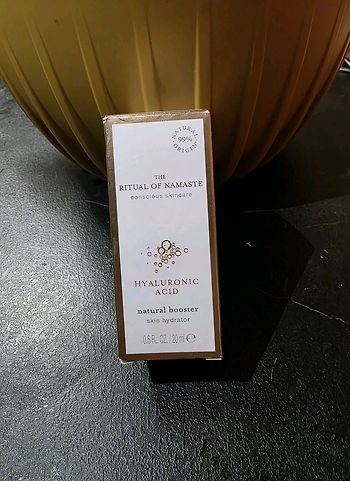 NATURAL
99%
ORIGIN
THE
RITUAL OF NAMASTE
conscious skincare
HYALURONIC
ACID
natural booster
skin hydrator
0.6 FL. OZ. / 20 ml ℮